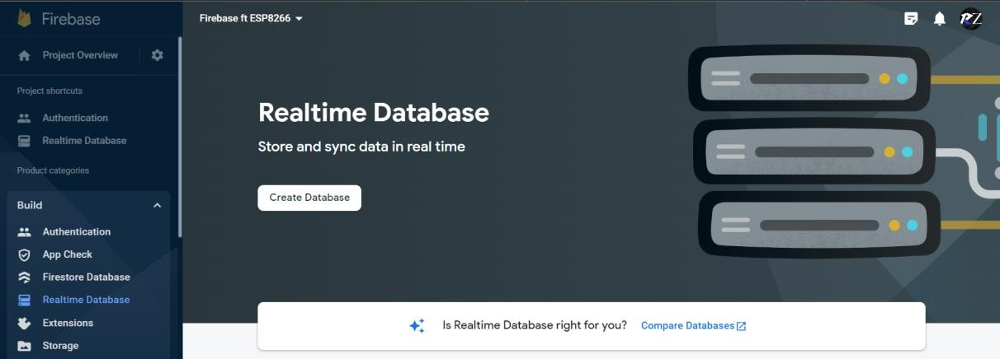 Firebase
Firebase ft ESP8266
Project Overview
Project shortcuts
Authentication
Realtime Database
Product categories
Build
Authentication
App Check
Firestore Database
Realtime Database
Extensions
Storage
Realtime Database
Store and sync data in real time
Create Database
Is Realtime Database right for you? Compare Databases